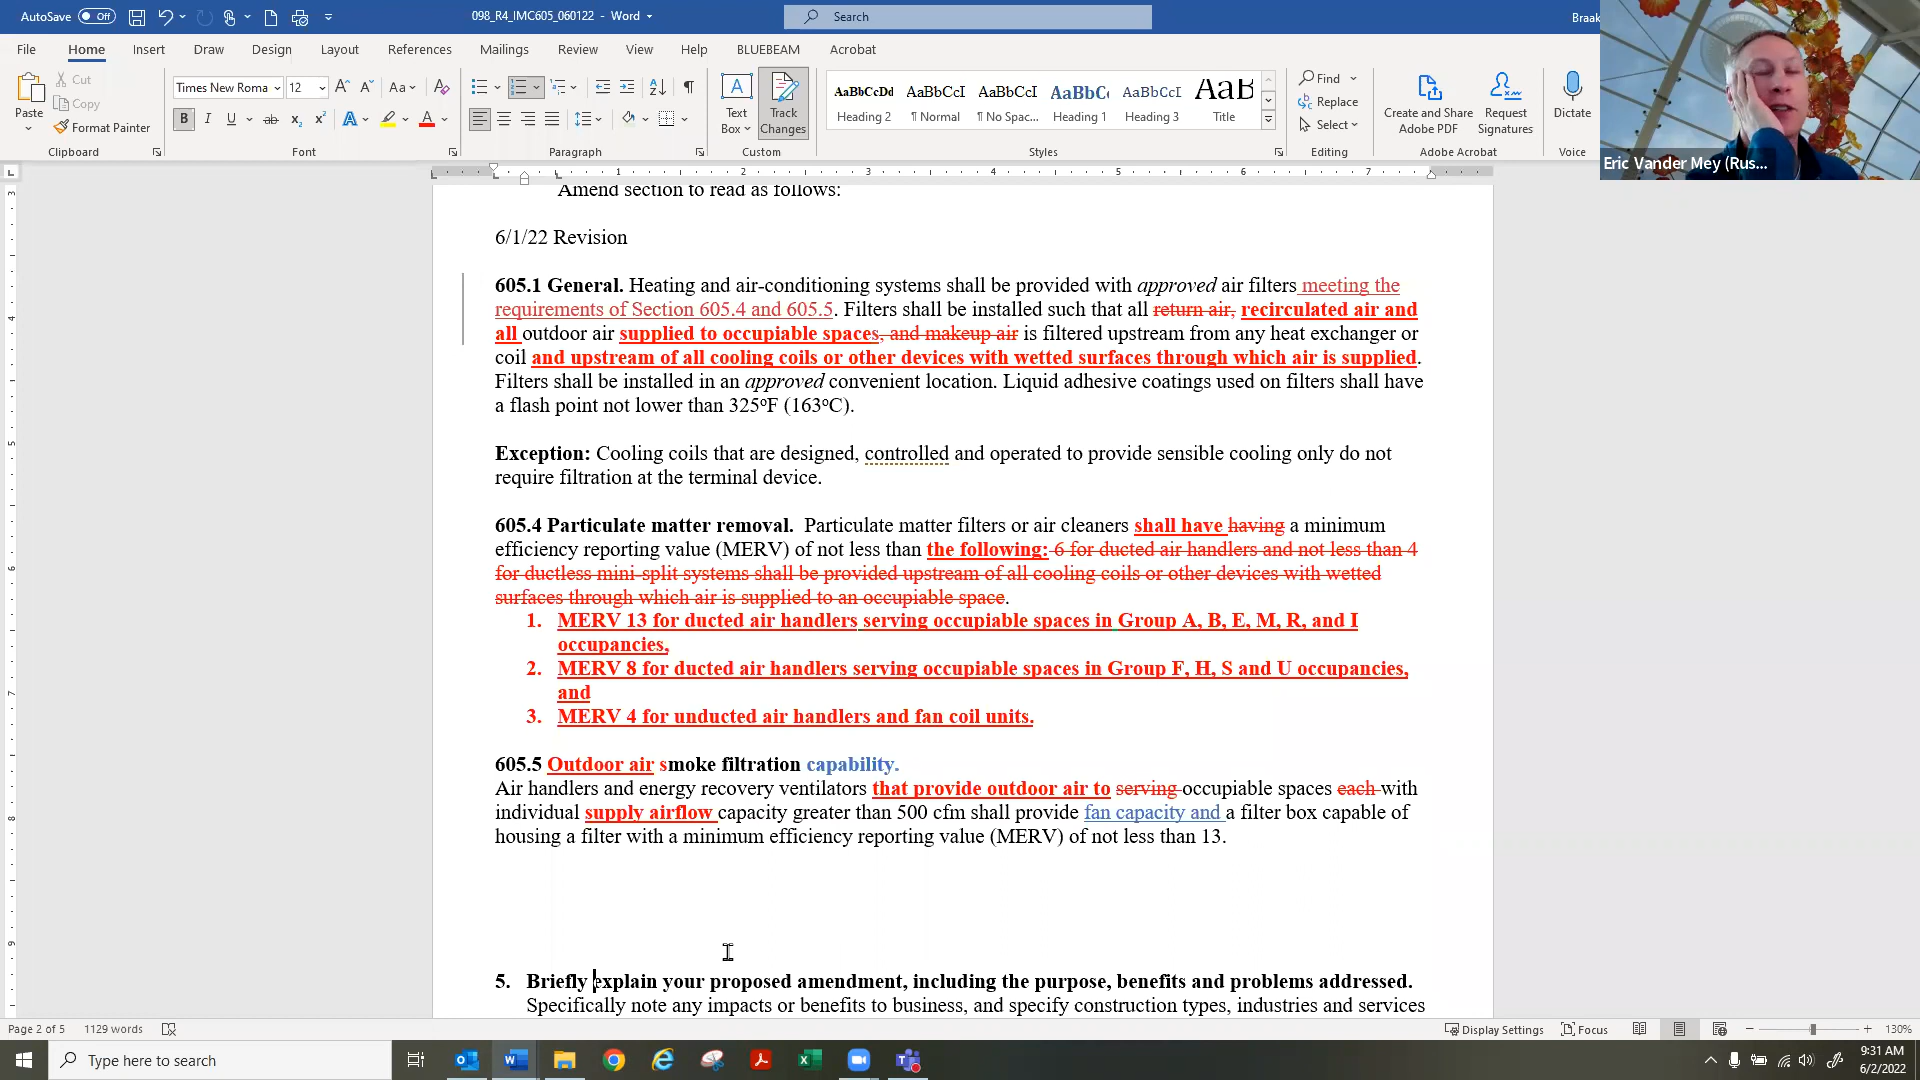 AutoSave Off
098_R4_IMC605_060122 - Word
Search
Braak
File Home Insert Draw Design Layout References Mailings Review View Help BLUEBEAM Acrobat
Paste
Cut
Copy
Format Painter
Clipboard
Times New Roma
12
Font
Paragraph
Text Box
Track Changes
Custom
AaBbCcDd Heading 2
AaBbCcI ¶ Normal
AaBbCcI ¶ No Spac...
AaBbC( Heading 1
AaBbCcI Heading 3
AaB Title
Styles
Find
Replace
Select
Editing
Create and Share Adobe PDF
Request Signatures
Adobe Acrobat
Dictate
Voice
Eric Vander Mey (Rus...
1 2 3 4 5 6 7
Amend section to read as follows:
6/1/22 Revision
605.1 General. Heating and air-conditioning systems shall be provided with approved air filters meeting the
requirements of Section 605.4 and 605.5. Filters shall be installed such that all return air, recirculated air and
all outdoor air supplied to occupiable spaces, and makeup air is filtered upstream from any heat exchanger or
coil and upstream of all cooling coils or other devices with wetted surfaces through which air is supplied.
Filters shall be installed in an approved convenient location. Liquid adhesive coatings used on filters shall have
a flash point not lower than 325ºF (163ºC).
Exception: Cooling coils that are designed, controlled and operated to provide sensible cooling only do not
require filtration at the terminal device.
605.4 Particulate matter removal. Particulate matter filters or air cleaners shall have having a minimum
efficiency reporting value (MERV) of not less than the following: 6 for ducted air handlers and not less than 4
for ductless mini-split systems shall be provided upstream of all cooling coils or other devices with wetted
surfaces through which air is supplied to an occupiable space.
1. MERV 13 for ducted air handlers serving occupiable spaces in Group A, B, E, M, R, and I
occupancies,
2. MERV 8 for ducted air handlers serving occupiable spaces in Group F, H, S and U occupancies,
and
3. MERV 4 for unducted air handlers and fan coil units.
605.5 Outdoor air smoke filtration capability.
Air handlers and energy recovery ventilators that provide outdoor air to serving occupiable spaces each with
individual supply airflow capacity greater than 500 cfm shall provide fan capacity and a filter box capable of
housing a filter with a minimum efficiency reporting value (MERV) of not less than 13.
5. Briefly explain your proposed amendment, including the purpose, benefits and problems addressed.
Specifically note any impacts or benefits to business, and specify construction types, industries and services
Page 2 of 5 1129 words
Display Settings Focus 130%
Type here to search
9:31 AM
6/2/2022